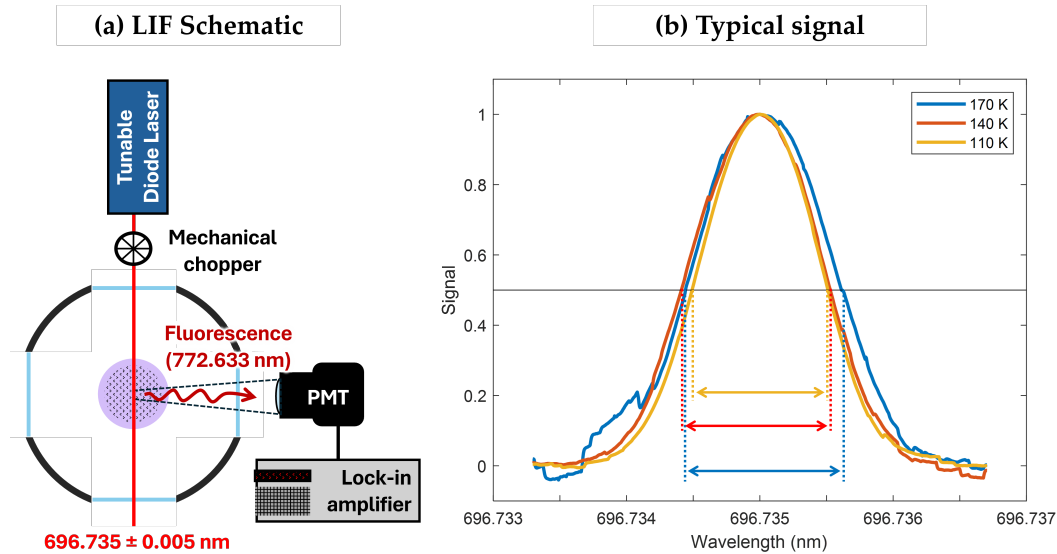 (a) LIF Schematic
Tunable
Diode Laser
Mechanical
chopper
Fluorescence
(772.633 nm)
PMT
Lock-in
amplifier
696.735 ± 0.005 nm
(b) Typical signal
170 K
140 K
110 K
1
0.8
0.6
0.4
0.2
0
Signal
696.733
696.734
696.735
696.736
696.737
Wavelength (nm)